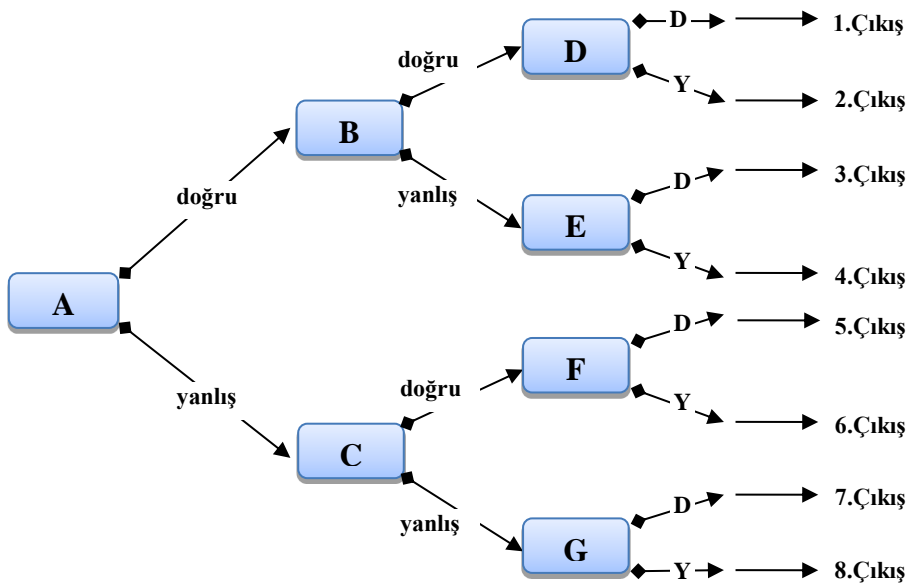 D
1.Çıkış
D
doğru
Y
2.Çıkış
B
doğru
yanlış
D
3.Çıkış
E
Y
4.Çıkış
A
yanlış
D
5.Çıkış
F
doğru
Y
6.Çıkış
C
yanlış
D
7.Çıkış
G
Y
8.Çıkış